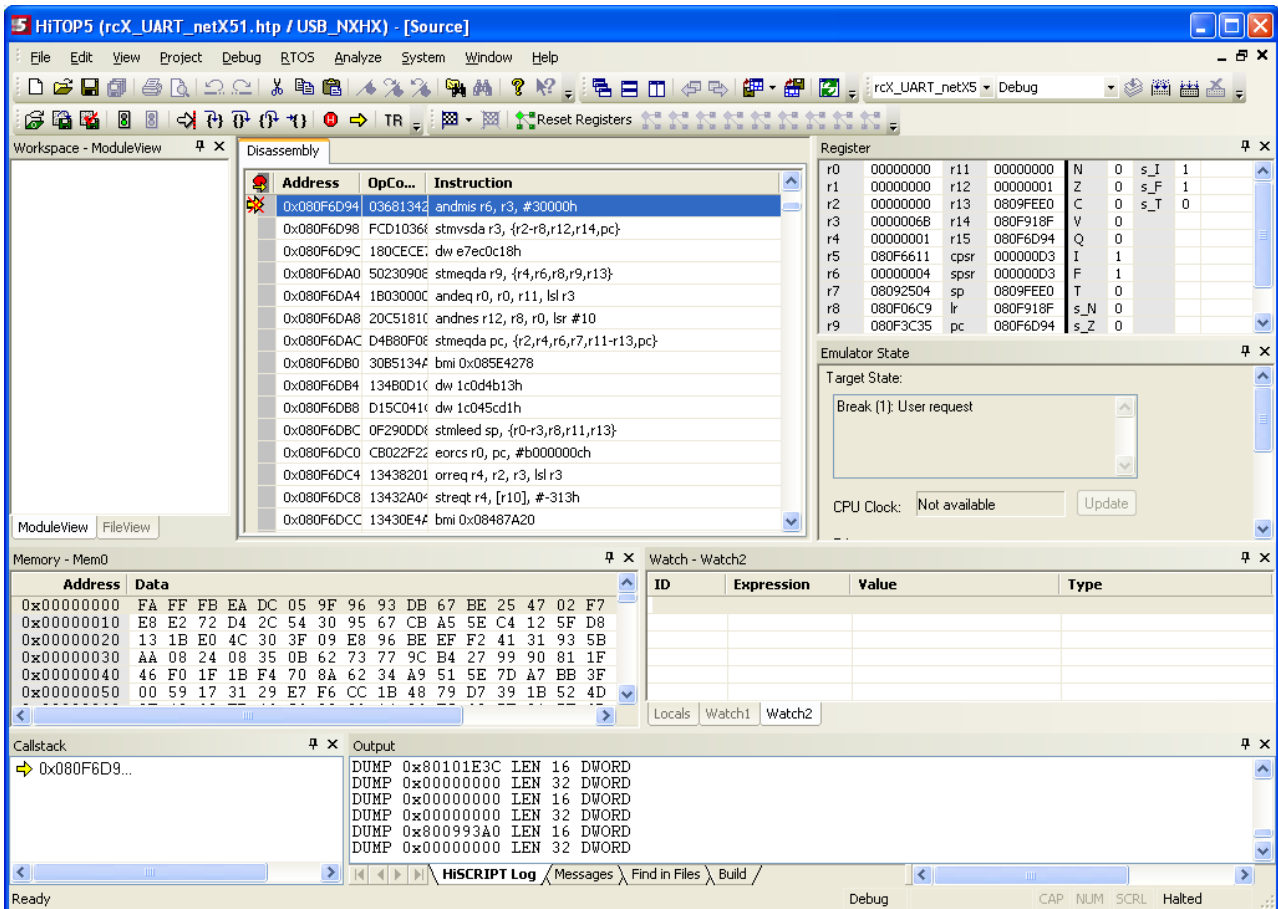 HiTOP5 (rcX_UART_netX51.htp / USB_NXHX) - [Source]
File Edit View Project Debug RTOS Analyze System Window Help
rcX_UART_netX5 Debug
TR Reset Registers
Workspace - ModuleView
ModuleView FileView
Disassembly
Address OpCo... Instruction
0x080F6D94 03681342 andmis r6, r3, #30000h
0x080F6D98 FCD10368 stmvsda r3, {r2-r8,r12,r14,pc}
0x080F6D9C 180CECE: dw e7ec0c18h
0x080F6DA0 50230908 stmeqda r9, {r4,r6,r8,r9,r13}
0x080F6DA4 1B030000 andeq r0, r0, r11, lsl r3
0x080F6DA8 20C51810 andnes r12, r8, r0, lsr #10
0x080F6DAC D4B80F08 stmeqda pc, {r2,r4,r6,r7,r11-r13,pc}
0x080F6DB0 30B5134A bmi 0x085E4278
0x080F6DB4 134B0D1C dw 1c0d4b13h
0x080F6DB8 D15C041C dw 1c045cd1h
0x080F6DBC 0F290DD8 stmleed sp, {r0-r3,r8,r11,r13}
0x080F6DC0 CB022F22 eorcs r0, pc, #b000000ch
0x080F6DC4 13438201 orreq r4, r2, r3, lsl r3
0x080F6DC8 13432A04 streqt r4, [r10], #-313h
0x080F6DCC 13430E4A bmi 0x08487A20
Register
r0 00000000 r11 00000000 N 0 s_I 1
r1 00000000 r12 00000001 Z 0 s_F 1
r2 00000000 r13 0809FEE0 C 0 s_T 0
r3 0000006B r14 080F918F V 0
r4 00000001 r15 080F6D94 Q 0
r5 080F6611 cpsr 000000D3 I 1
r6 00000004 spsr 000000D3 F 1
r7 08092504 sp 0809FEE0 T 0
r8 080F06C9 lr 080F918F s_N 0
r9 080F3C35 pc 080F6D94 s_Z 0
Emulator State
Target State:
Break (1): User request
CPU Clock: Not available Update
Memory - Mem0
Address Data
0x00000000 FA FF FB EA DC 05 9F 96 93 DB 67 BE 25 47 02 F7
0x00000010 E8 E2 72 D4 2C 54 30 95 67 CB A5 5E C4 12 5F D8
0x00000020 13 1B E0 4C 30 3F 09 E8 96 BE EF F2 41 31 93 5B
0x00000030 AA 08 24 08 35 0B 62 73 77 9C B4 27 99 90 81 1F
0x00000040 46 F0 1F 1B F4 70 8A 62 34 A9 51 5E 7D A7 BB 3F
0x00000050 00 59 17 31 29 E7 F6 CC 1B 48 79 D7 39 1B 52 4D
Watch - Watch2
ID Expression Value Type
Locals Watch1 Watch2
Callstack
0x080F6D9...
Output
DUMP 0x80101E3C LEN 16 DWORD
DUMP 0x00000000 LEN 32 DWORD
DUMP 0x00000000 LEN 16 DWORD
DUMP 0x00000000 LEN 32 DWORD
DUMP 0x800993A0 LEN 16 DWORD
DUMP 0x00000000 LEN 32 DWORD
HiSCRIPT Log Messages Find in Files Build
Ready Debug CAP NUM SCRL Halted